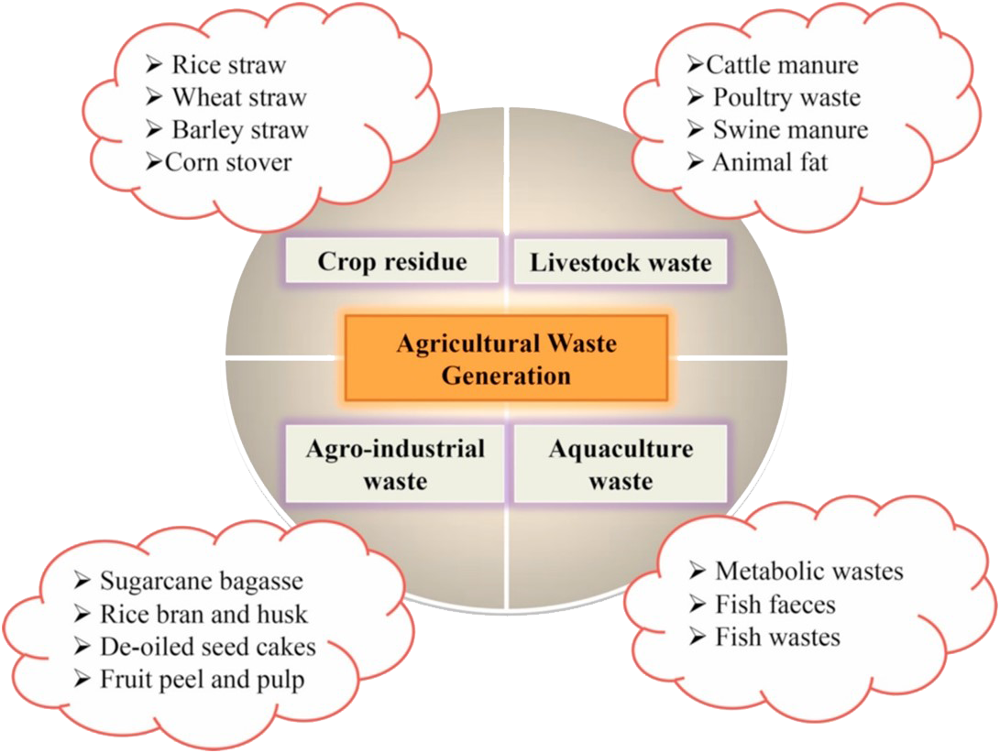 ➢ Rice straw
➢ Wheat straw
➢ Barley straw
➢Corn stover
➢Cattle manure
➢ Poultry waste
➢ Swine manure
➢ Animal fat
Crop residue
Livestock waste
Agricultural Waste
Generation
Agro-industrial
waste
Aquaculture
waste
➢ Sugarcane bagasse
➢ Rice bran and husk
➢ De-oiled seed cakes
➢ Fruit peel and pulp
➢ Metabolic wastes
➢ Fish faeces
➢ Fish wastes